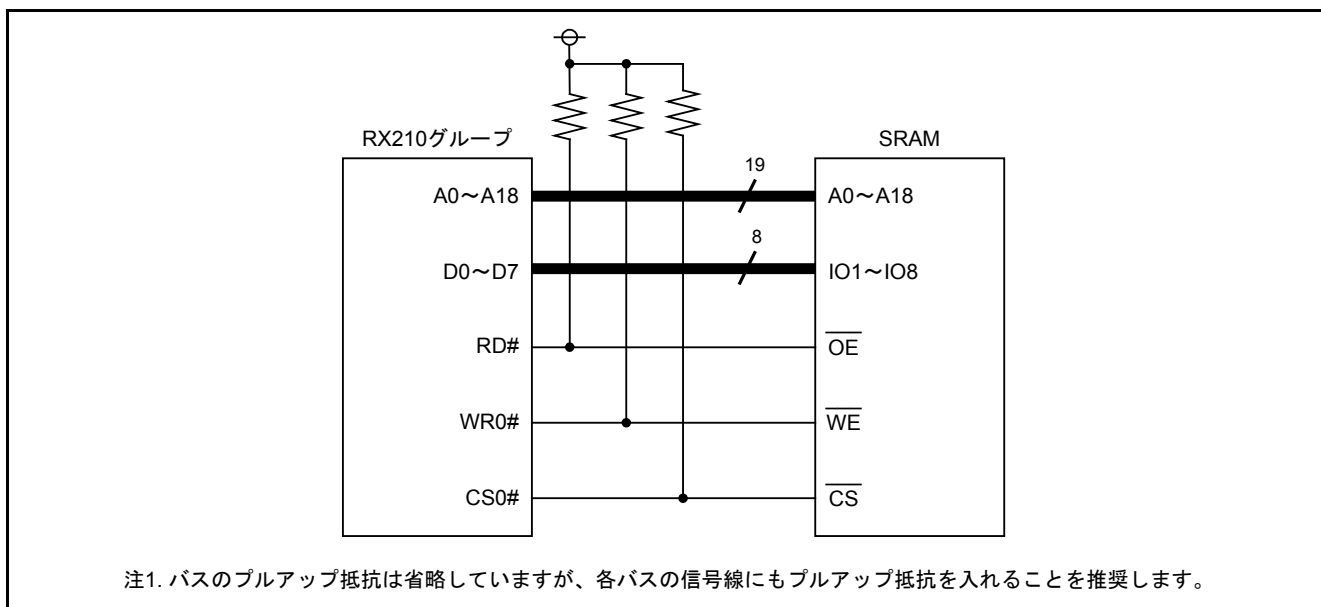 RX210グループ
SRAM
A0～A18
19
A0～A18
D0～D7
8
IO1～IO8
RD#
OE
WR0#
WE
CS0#
CS
注1. バスのプルアップ抵抗は省略していますが、各バスの信号線にもプルアップ抵抗を入れることを推奨します。